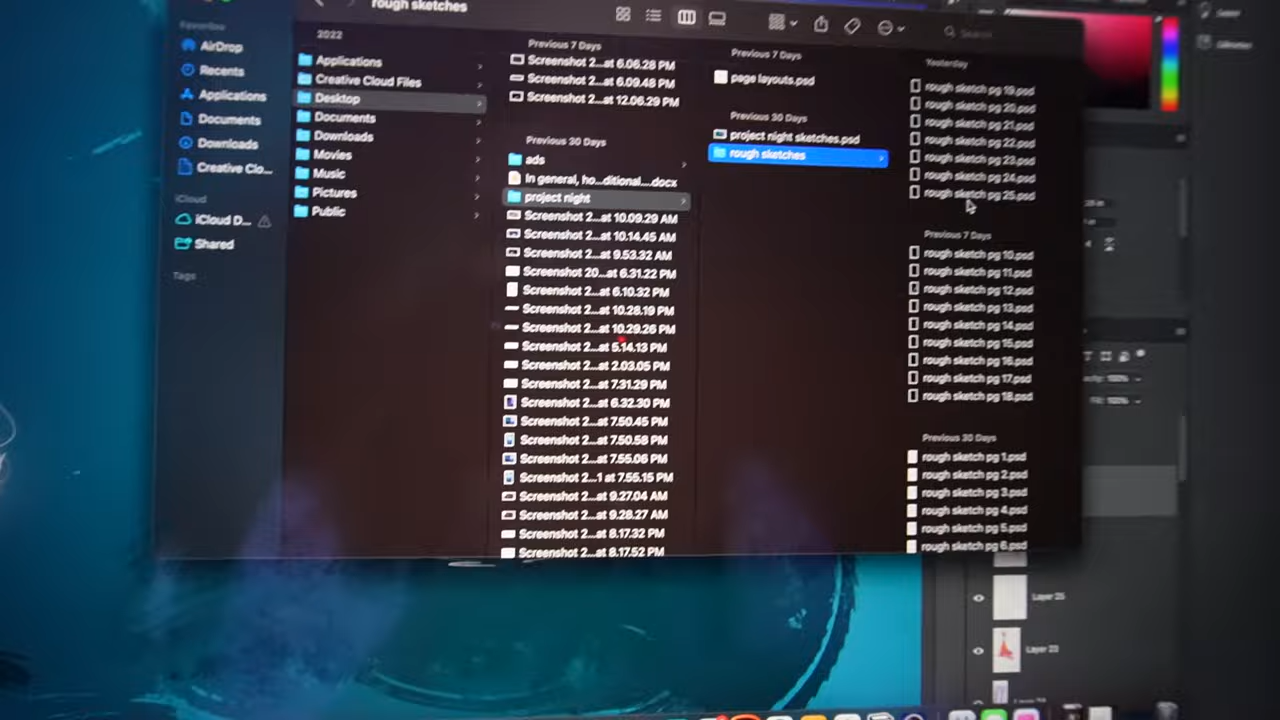 rough sketches
Search
Favorites
AirDrop
Recents
Applications
Documents
Downloads
Creative Clo...
iCloud
iCloud D...
Shared
Tags
2022
Applications
Creative Cloud Files
Desktop
Documents
Downloads
Movies
Music
Pictures
Public
Previous 7 Days
Screenshot 2...at 6.06.28 PM
Screenshot 2...at 6.09.48 PM
Screenshot 2...at 12.06.29 PM
Previous 30 Days
ads
In general, ho...ditional....docx
project night
Screenshot 2...at 10.09.29 AM
Screenshot 2...at 10.14.45 AM
Screenshot 2...at 9.53.32 AM
Screenshot 20...at 6.31.22 PM
Screenshot 2...at 6.10.32 PM
Screenshot 2...at 10.28.19 PM
Screenshot 2...at 10.29.26 PM
Screenshot 2...at 5.14.13 PM
Screenshot 2...at 2.03.05 PM
Screenshot 2...at 7.31.29 PM
Screenshot 2...at 6.32.30 PM
Screenshot 2...at 7.50.45 PM
Screenshot 2...at 7.50.58 PM
Screenshot 2...at 7.55.06 PM
Screenshot 2...1 at 7.55.15 PM
Screenshot 2...at 9.27.04 AM
Screenshot 2...at 9.28.27 AM
Screenshot 2...at 8.17.32 PM
Screenshot 2...at 8.17.52 PM
Previous 7 Days
page layouts.psd
Previous 30 Days
project night sketches.psd
rough sketches
Yesterday
rough sketch pg 19.psd
rough sketch pg 20.psd
rough sketch pg 21.psd
rough sketch pg 22.psd
rough sketch pg 23.psd
rough sketch pg 24.psd
rough sketch pg 25.psd
Previous 7 Days
rough sketch pg 10.psd
rough sketch pg 11.psd
rough sketch pg 12.psd
rough sketch pg 13.psd
rough sketch pg 14.psd
rough sketch pg 15.psd
rough sketch pg 16.psd
rough sketch pg 17.psd
rough sketch pg 18.psd
Previous 30 Days
rough sketch pg 1.psd
rough sketch pg 2.psd
rough sketch pg 3.psd
rough sketch pg 4.psd
rough sketch pg 5.psd
rough sketch pg 6.psd
100%
Fill: 100%
Layer 25